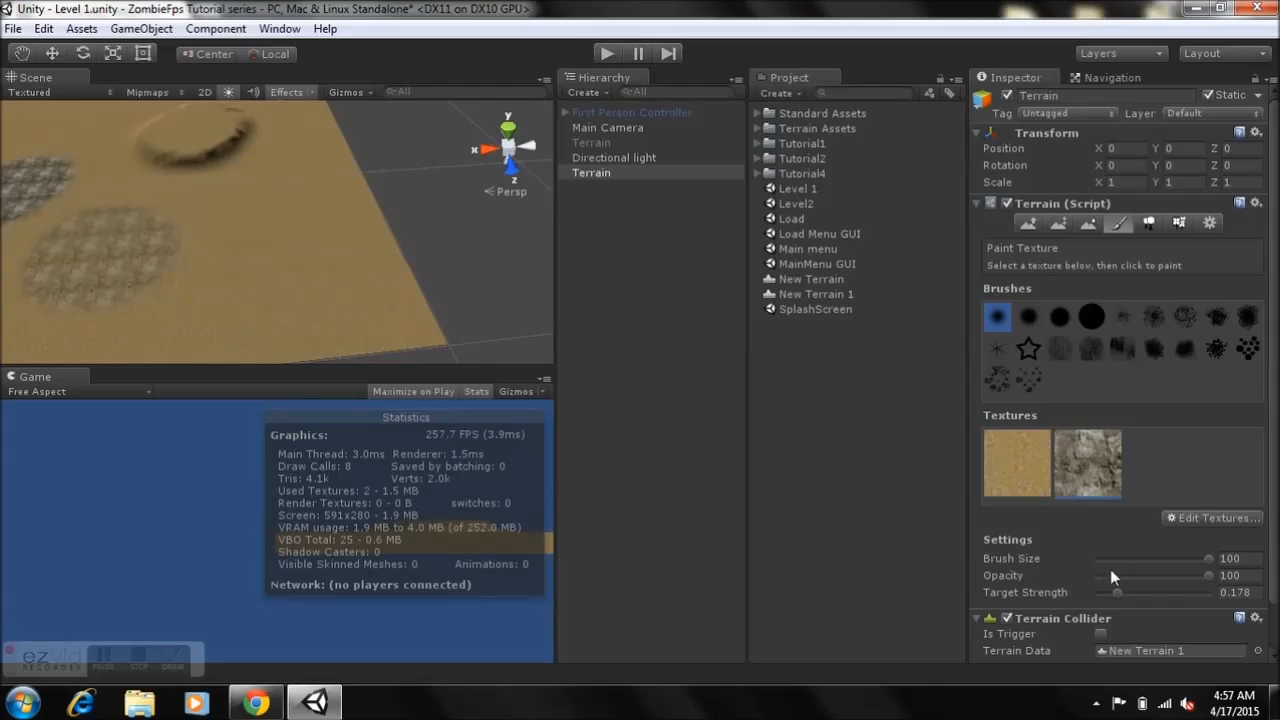 Unity - Level 1.unity - ZombieFps Tutorial series - PC, Mac & Linux Standalone* <DX11 on DX10 GPU>
File Edit Assets GameObject Component Window Help
Center Local Layers Layout
Scene
Textured Mipmaps 2D Effects Gizmos All
y
x
z
Persp
Game
Free Aspect Maximize on Play Stats Gizmos
Statistics
Graphics: 257.7 FPS (3.9ms)
Main Thread: 3.0ms Renderer: 1.5ms
Draw Calls: 8 Saved by batching: 0
Tris: 4.1k Verts: 2.0k
Used Textures: 2 - 1.5 MB
Render Textures: 0 - 0 B switches: 0
Screen: 591x280 - 1.9 MB
VRAM usage: 1.9 MB to 4.0 MB (of 252.0 MB)
VBO Total: 25 - 0.6 MB
Shadow Casters: 0
Visible Skinned Meshes: 0 Animations: 0
Network: (no players connected)
ezvid
RECORDER
PAUSE STOP DRAW
Hierarchy
Create All
First Person Controller
Main Camera
Terrain
Directional light
Terrain
Project
Create
Standard Assets
Terrain Assets
Tutorial1
Tutorial2
Tutorial4
Level 1
Level2
Load
Load Menu GUI
Main menu
MainMenu GUI
New Terrain
New Terrain 1
SplashScreen
Inspector Navigation
Terrain Static
Tag Untagged Layer Default
Transform
Position X 0 Y 0 Z 0
Rotation X 0 Y 0 Z 0
Scale X 1 Y 1 Z 1
Terrain (Script)
Paint Texture
Select a texture below, then click to paint
Brushes
Textures
Edit Textures...
Settings
Brush Size 100
Opacity 100
Target Strength 0.178
Terrain Collider
Is Trigger
Terrain Data New Terrain 1
4:57 AM
4/17/2015